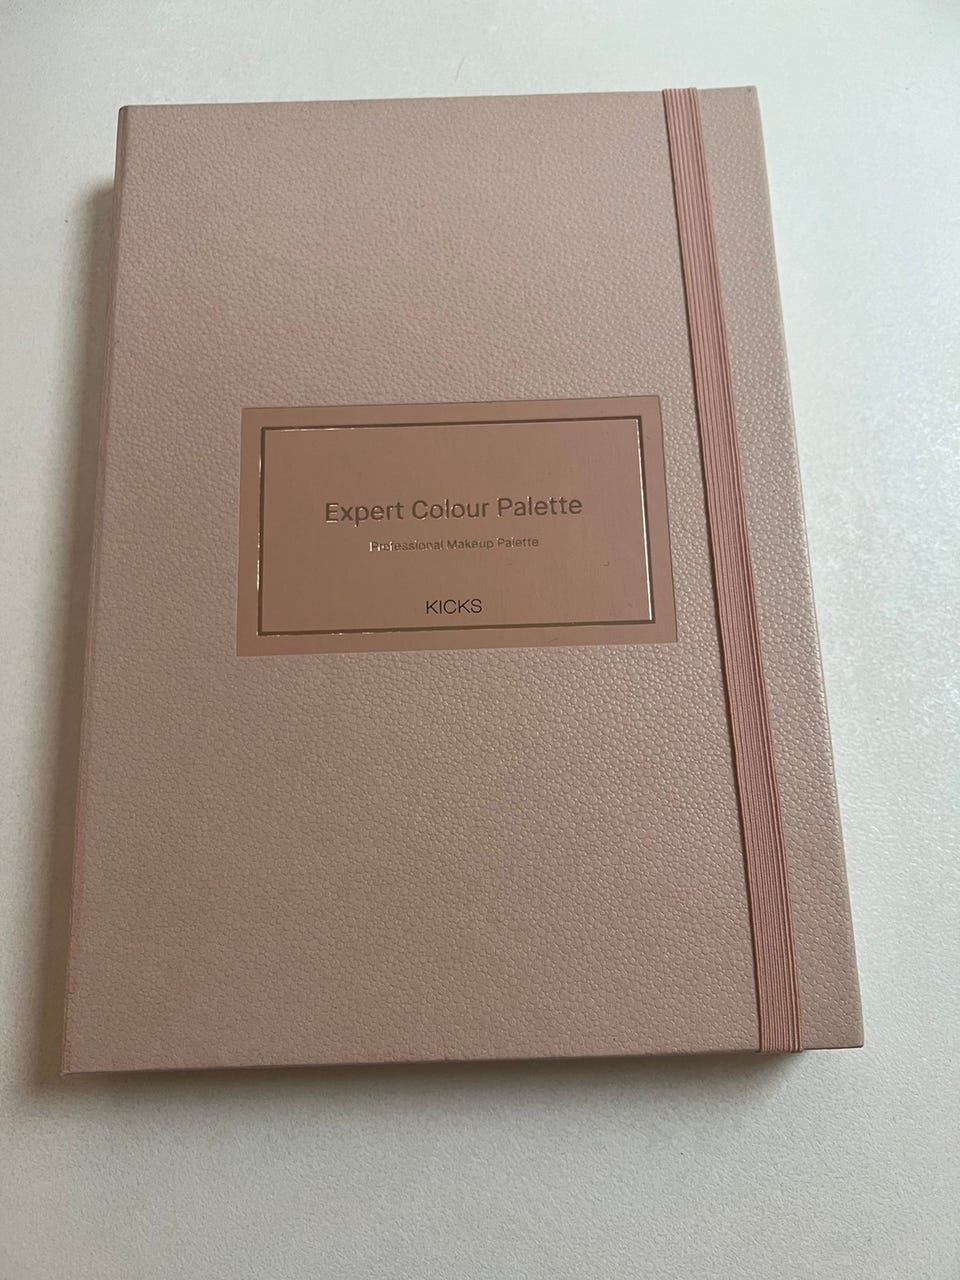 Expert Colour Palette
Professional Makeup Palette
KICKS